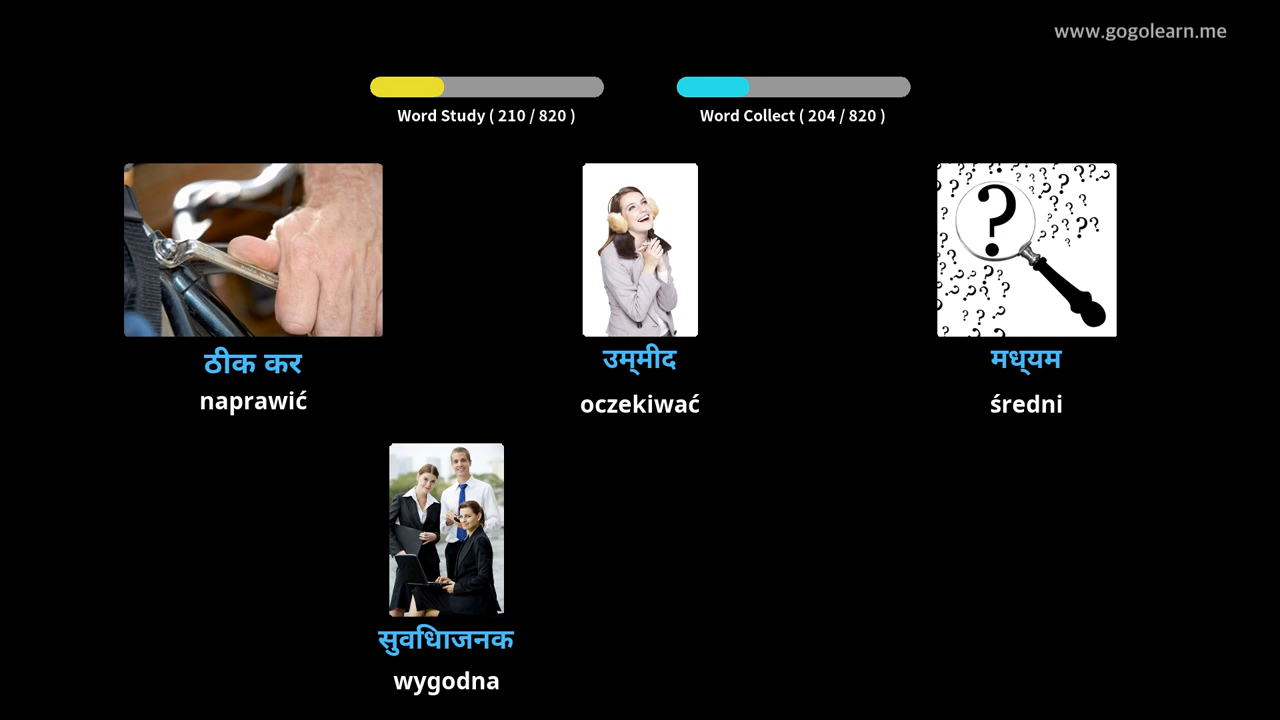 www.gogolearn.me
Word Study ( 210 / 820 )
Word Collect ( 204 / 820 )
ठीक कर
उम्मीद
मध्यम
naprawić
oczekiwać
średni
सुवधिाजनक
wygodna